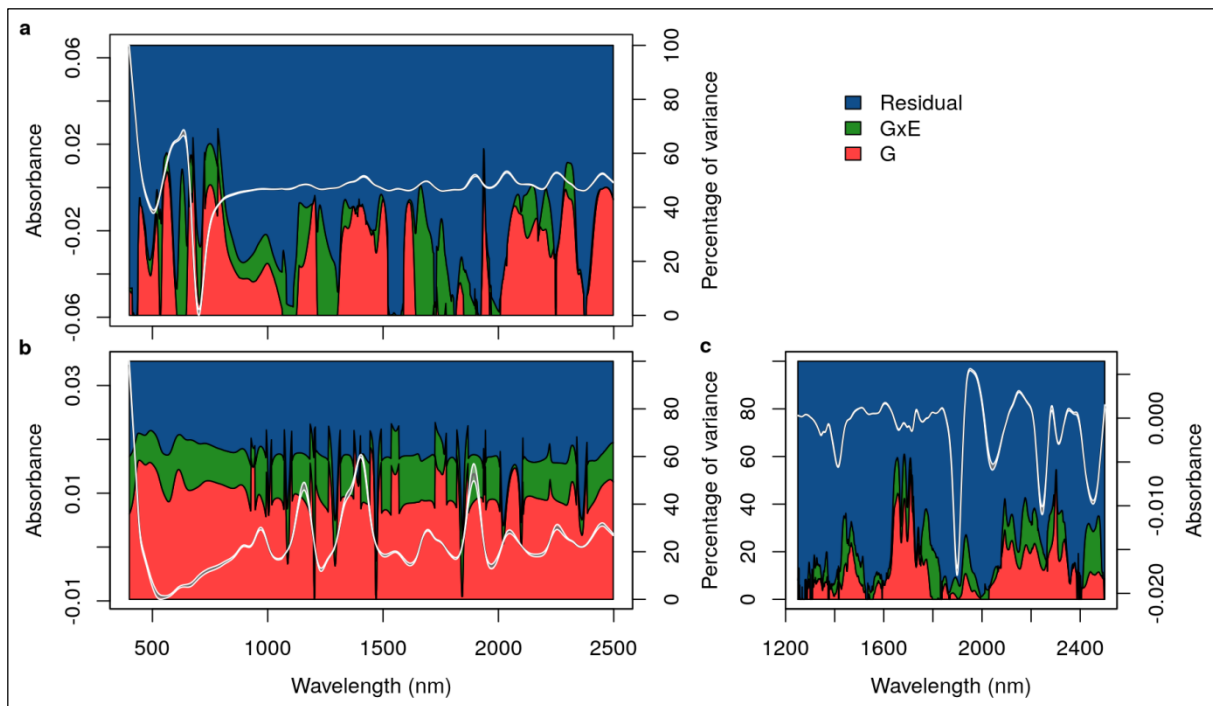 a
Absorbance
0.06
0.02
-0.02
-0.06
100
80
60
40
20
0
Percentage of variance
Residual
GxE
G
b
Absorbance
0.03
0.01
-0.01
80
60
40
20
0
500
1000
1500
2000
2500
Wavelength (nm)
c
Percentage of variance
80
60
40
20
0
0.000
-0.010
-0.020
Absorbance
1200
1600
2000
2400
Wavelength (nm)